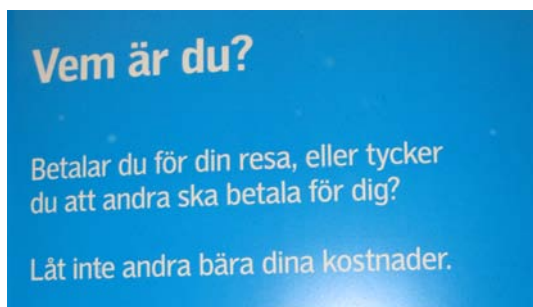 Vem är du?
Betalar du för din resa, eller tycker
du att andra ska betala för dig?
Låt inte andra bära dina kostnader.